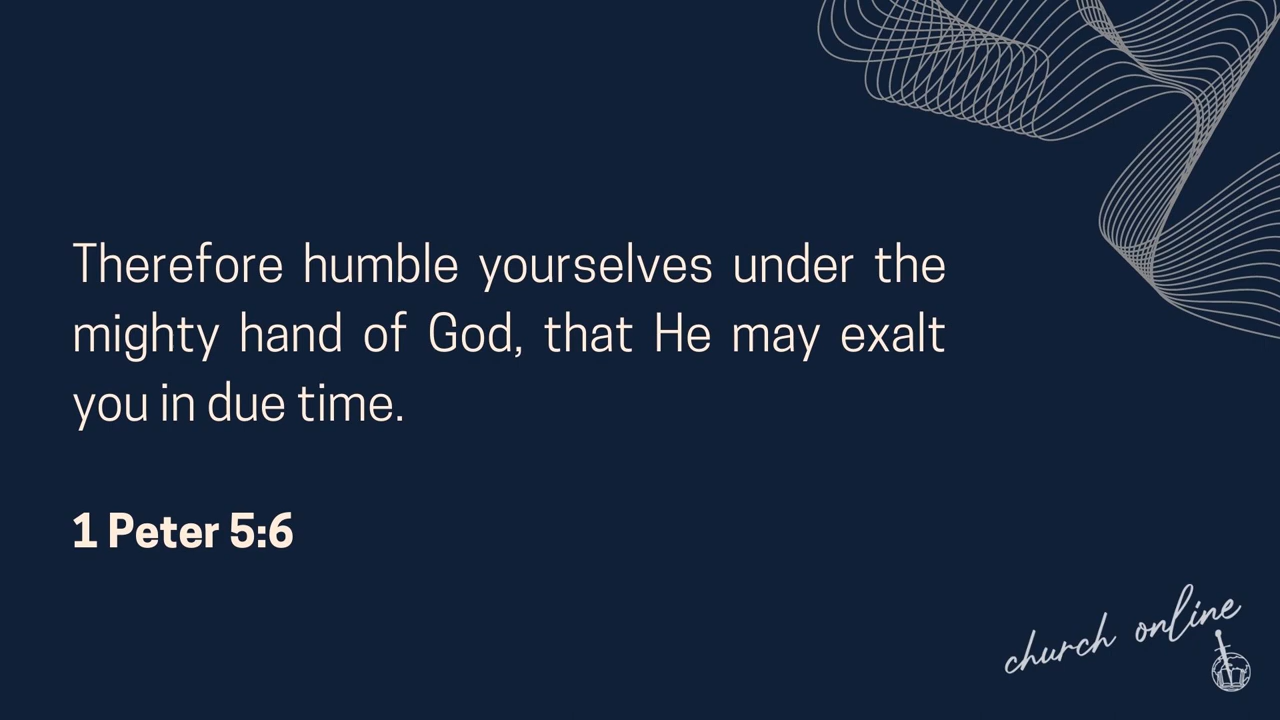 Therefore humble yourselves under the
mighty hand of God, that He may exalt
you in due time.
1 Peter 5:6
church online